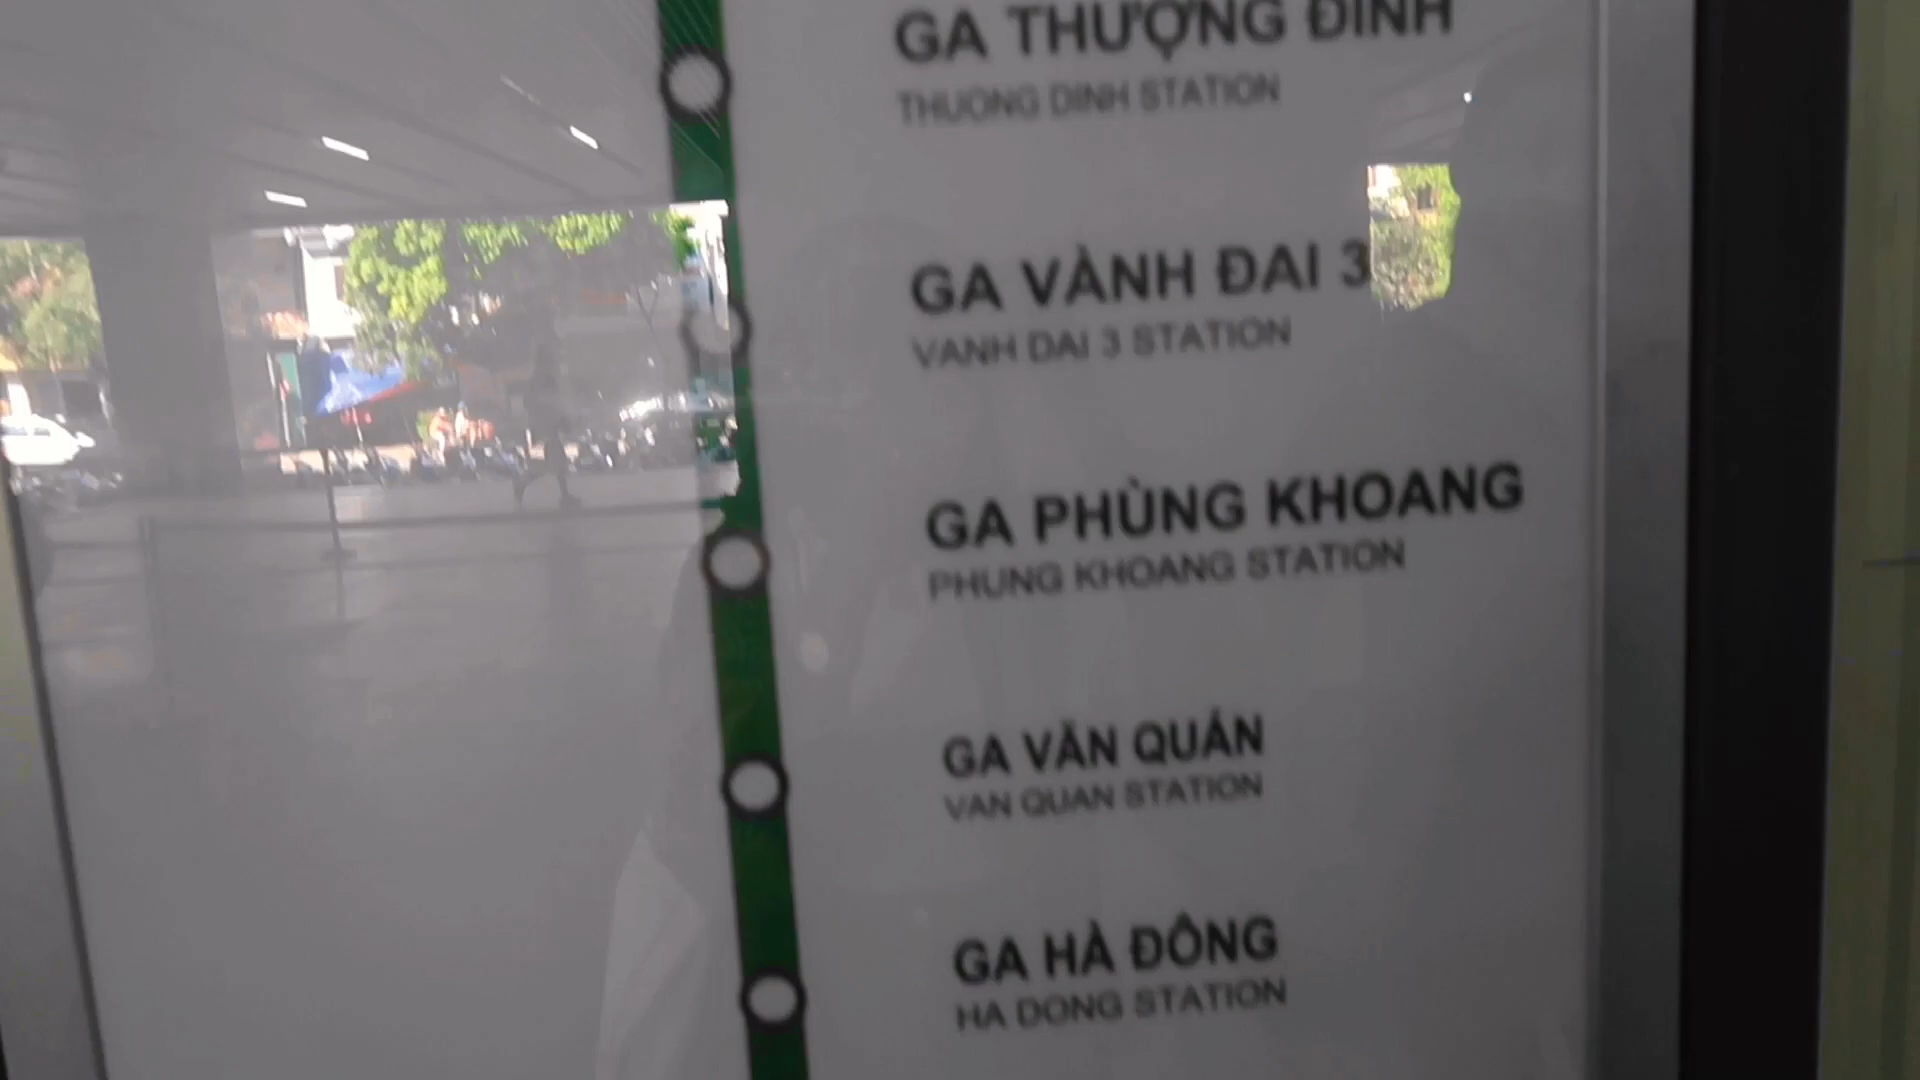 GA THƯỢNG ĐÌNH
THUONG DINH STATION
GA VÀNH ĐAI 3
VANH DAI 3 STATION
GA PHÙNG KHOANG
PHUNG KHOANG STATION
GA VĂN QUÁN
VAN QUAN STATION
GA HÀ ĐÔNG
HA DONG STATION